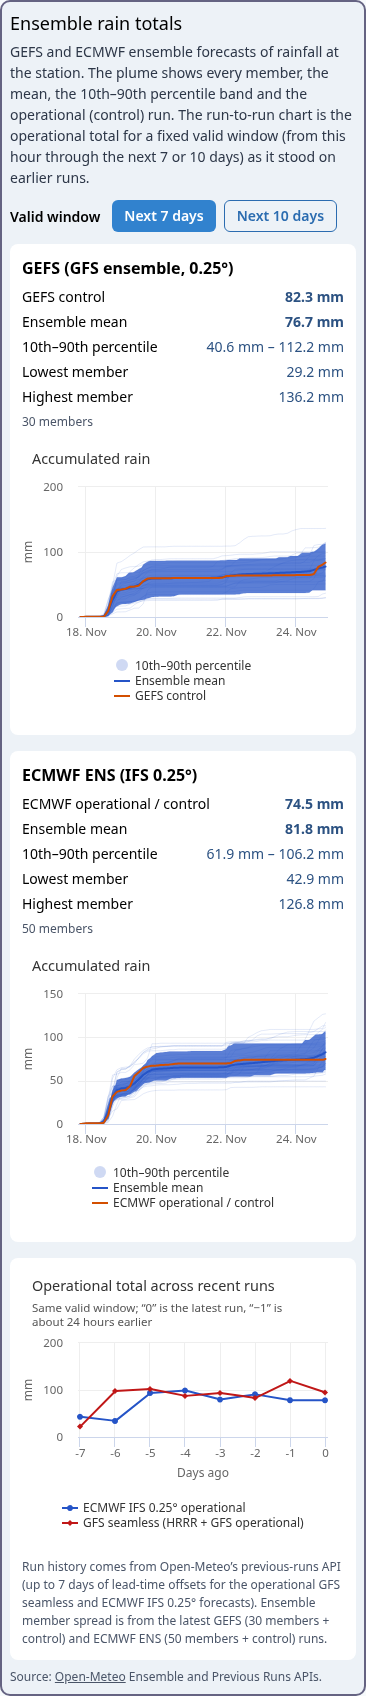 Ensemble rain totals
GEFS and ECMWF ensemble forecasts of rainfall at
the station. The plume shows every member, the
mean, the 10th–90th percentile band and the
operational (control) run. The run-to-run chart is the
operational total for a fixed valid window (from this
hour through the next 7 or 10 days) as it stood on
earlier runs.
Valid window Next 7 days Next 10 days
GEFS (GFS ensemble, 0.25°)
GEFS control 82.3 mm
Ensemble mean 76.7 mm
10th–90th percentile 40.6 mm – 112.2 mm
Lowest member 29.2 mm
Highest member 136.2 mm
30 members
Accumulated rain
200
100
0
mm
18. Nov 20. Nov 22. Nov 24. Nov
10th–90th percentile
Ensemble mean
GEFS control
ECMWF ENS (IFS 0.25°)
ECMWF operational / control 74.5 mm
Ensemble mean 81.8 mm
10th–90th percentile 61.9 mm – 106.2 mm
Lowest member 42.9 mm
Highest member 126.8 mm
50 members
Accumulated rain
150
100
50
0
mm
18. Nov 20. Nov 22. Nov 24. Nov
10th–90th percentile
Ensemble mean
ECMWF operational / control
Operational total across recent runs
Same valid window; “0” is the latest run, “−1” is
about 24 hours earlier
200
100
0
mm
-7 -6 -5 -4 -3 -2 -1 0
Days ago
ECMWF IFS 0.25° operational
GFS seamless (HRRR + GFS operational)
Run history comes from Open-Meteo’s previous-runs API
(up to 7 days of lead-time offsets for the operational GFS
seamless and ECMWF IFS 0.25° forecasts). Ensemble
member spread is from the latest GEFS (30 members +
control) and ECMWF ENS (50 members + control) runs.
Source: Open-Meteo Ensemble and Previous Runs APIs.